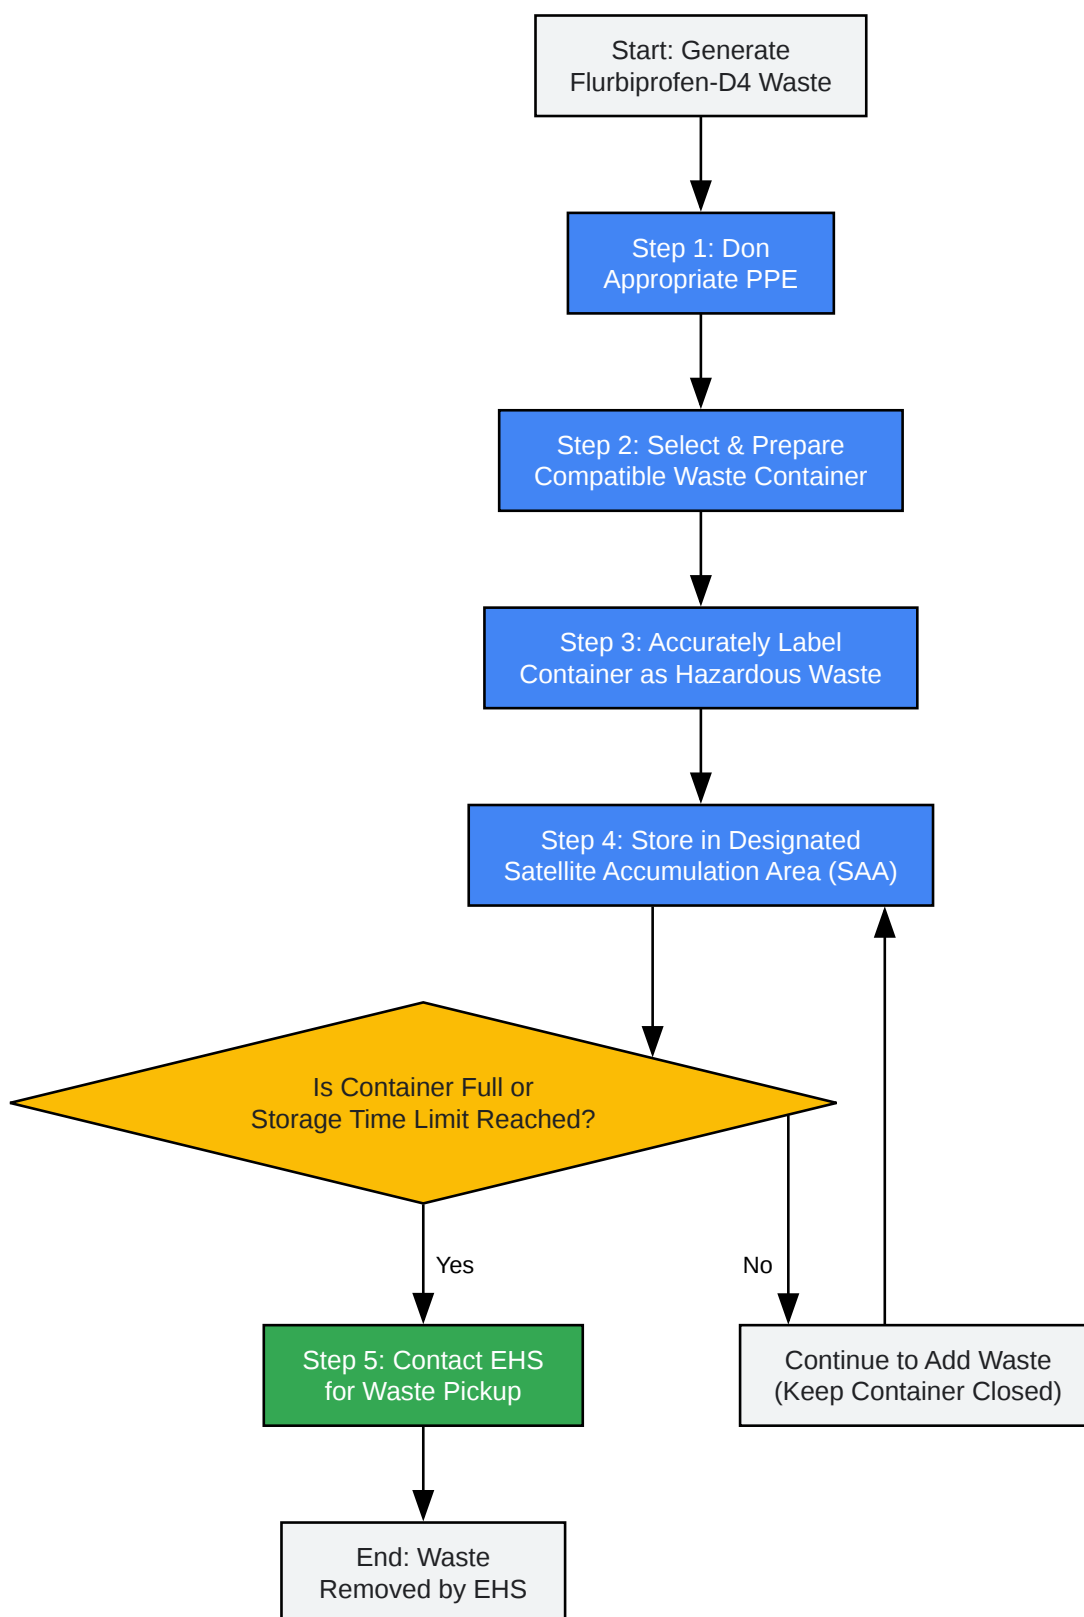 Start: Generate
Flurbiprofen-D4 Waste
Step 1: Don
Appropriate PPE
Step 2: Select & Prepare
Compatible Waste Container
Step 3: Accurately Label
Container as Hazardous Waste
Step 4: Store in Designated
Satellite Accumulation Area (SAA)
Is Container Full or
Storage Time Limit Reached?
Yes
No
Step 5: Contact EHS
for Waste Pickup
Continue to Add Waste
(Keep Container Closed)
End: Waste
Removed by EHS